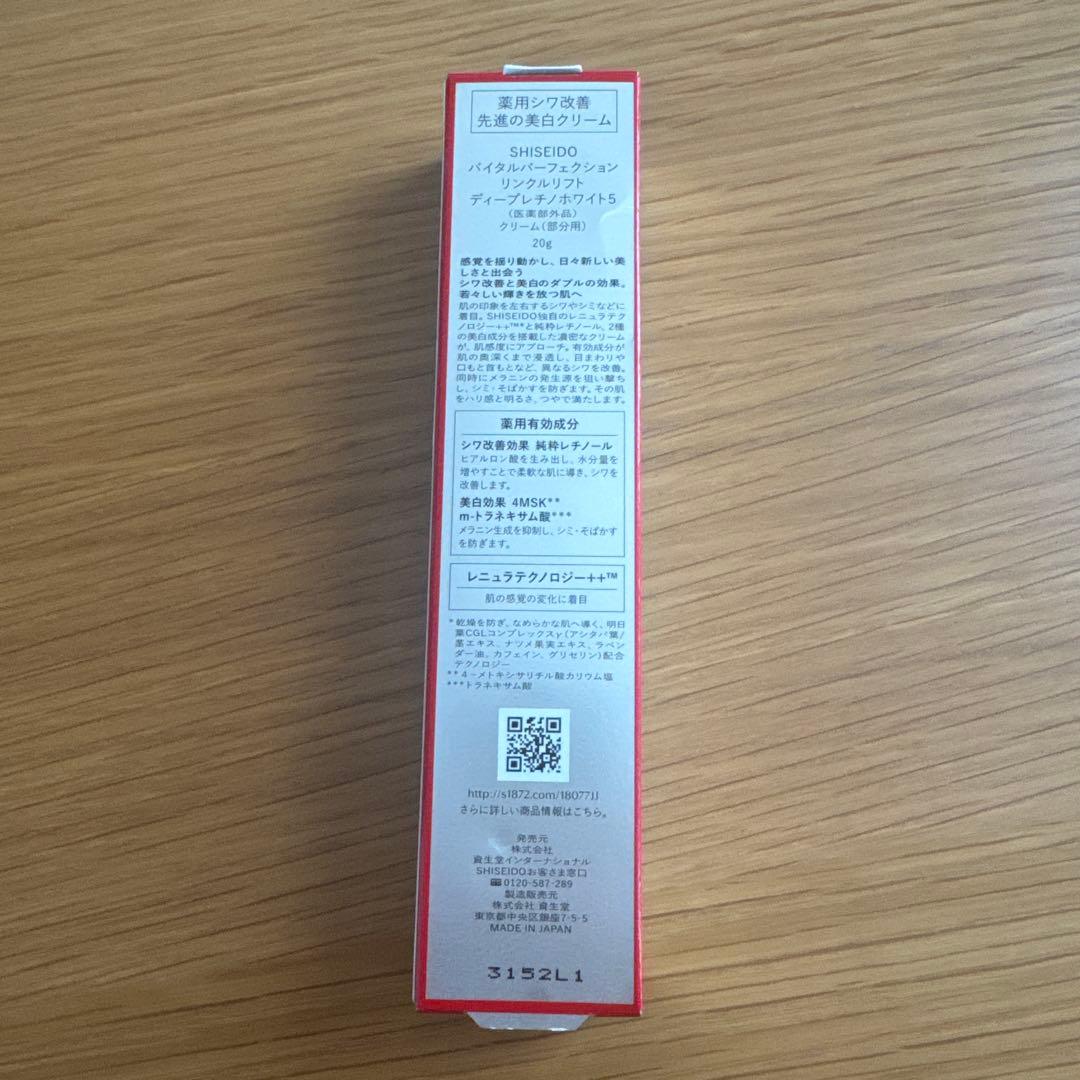 薬用シワ改善
先進の美白クリーム
SHISEIDO
バイタルパーフェクション
リンクルリフト
ディープレチノホワイト5
(医薬部外品)
クリーム(部分用)
20g
感覚を揺り動かし、日々新しい美
しさと出会う
シワ改善と美白のダブルの効果。
若々しい輝きを放つ肌へ
肌の印象を左右するシワやシミなどに
着目。SHISEIDO独自のレニュラテク
ノロジー++™*と純粋レチノール、2種
の美白成分を搭載した濃密なクリーム
が、肌感度にアプローチ。有効成分が
肌の奥深くまで浸透し、目まわりや
口もと首もとなど、異なるシワを改善。
同時にメラニンの発生源を狙い撃ち
し、シミ・そばかすを防ぎます。その肌
をハリ感と明るさ、つやで満たします。
薬用有効成分
シワ改善効果 純粋レチノール
ヒアルロン酸を生み出し、水分量を
増やすことで柔軟な肌に導き、シワを
改善します。
美白効果 4MSK**
m-トラネキサム酸***
メラニン生成を抑制し、シミ・そばかす
を防ぎます。
レニュラテクノロジー++™
肌の感覚の変化に着目
*乾燥を防ぎ、なめらかな肌へ導く、明日
葉CGLコンプレックスγ(アシタバ葉/
茎エキス、ナツメ果実エキス、ラベン
ダー油、カフェイン、グリセリン)配合
テクノロジー
**4-メトキシサリチル酸カリウム塩
***トラネキサム酸
http://s1872.com/18077JJ
さらに詳しい商品情報はこちら。
発売元
株式会社
資生堂インターナショナル
SHISEIDOお客さま窓口
0120-587-289
製造販売元
株式会社 資生堂
東京都中央区銀座7-5-5
MADE IN JAPAN
3152L1